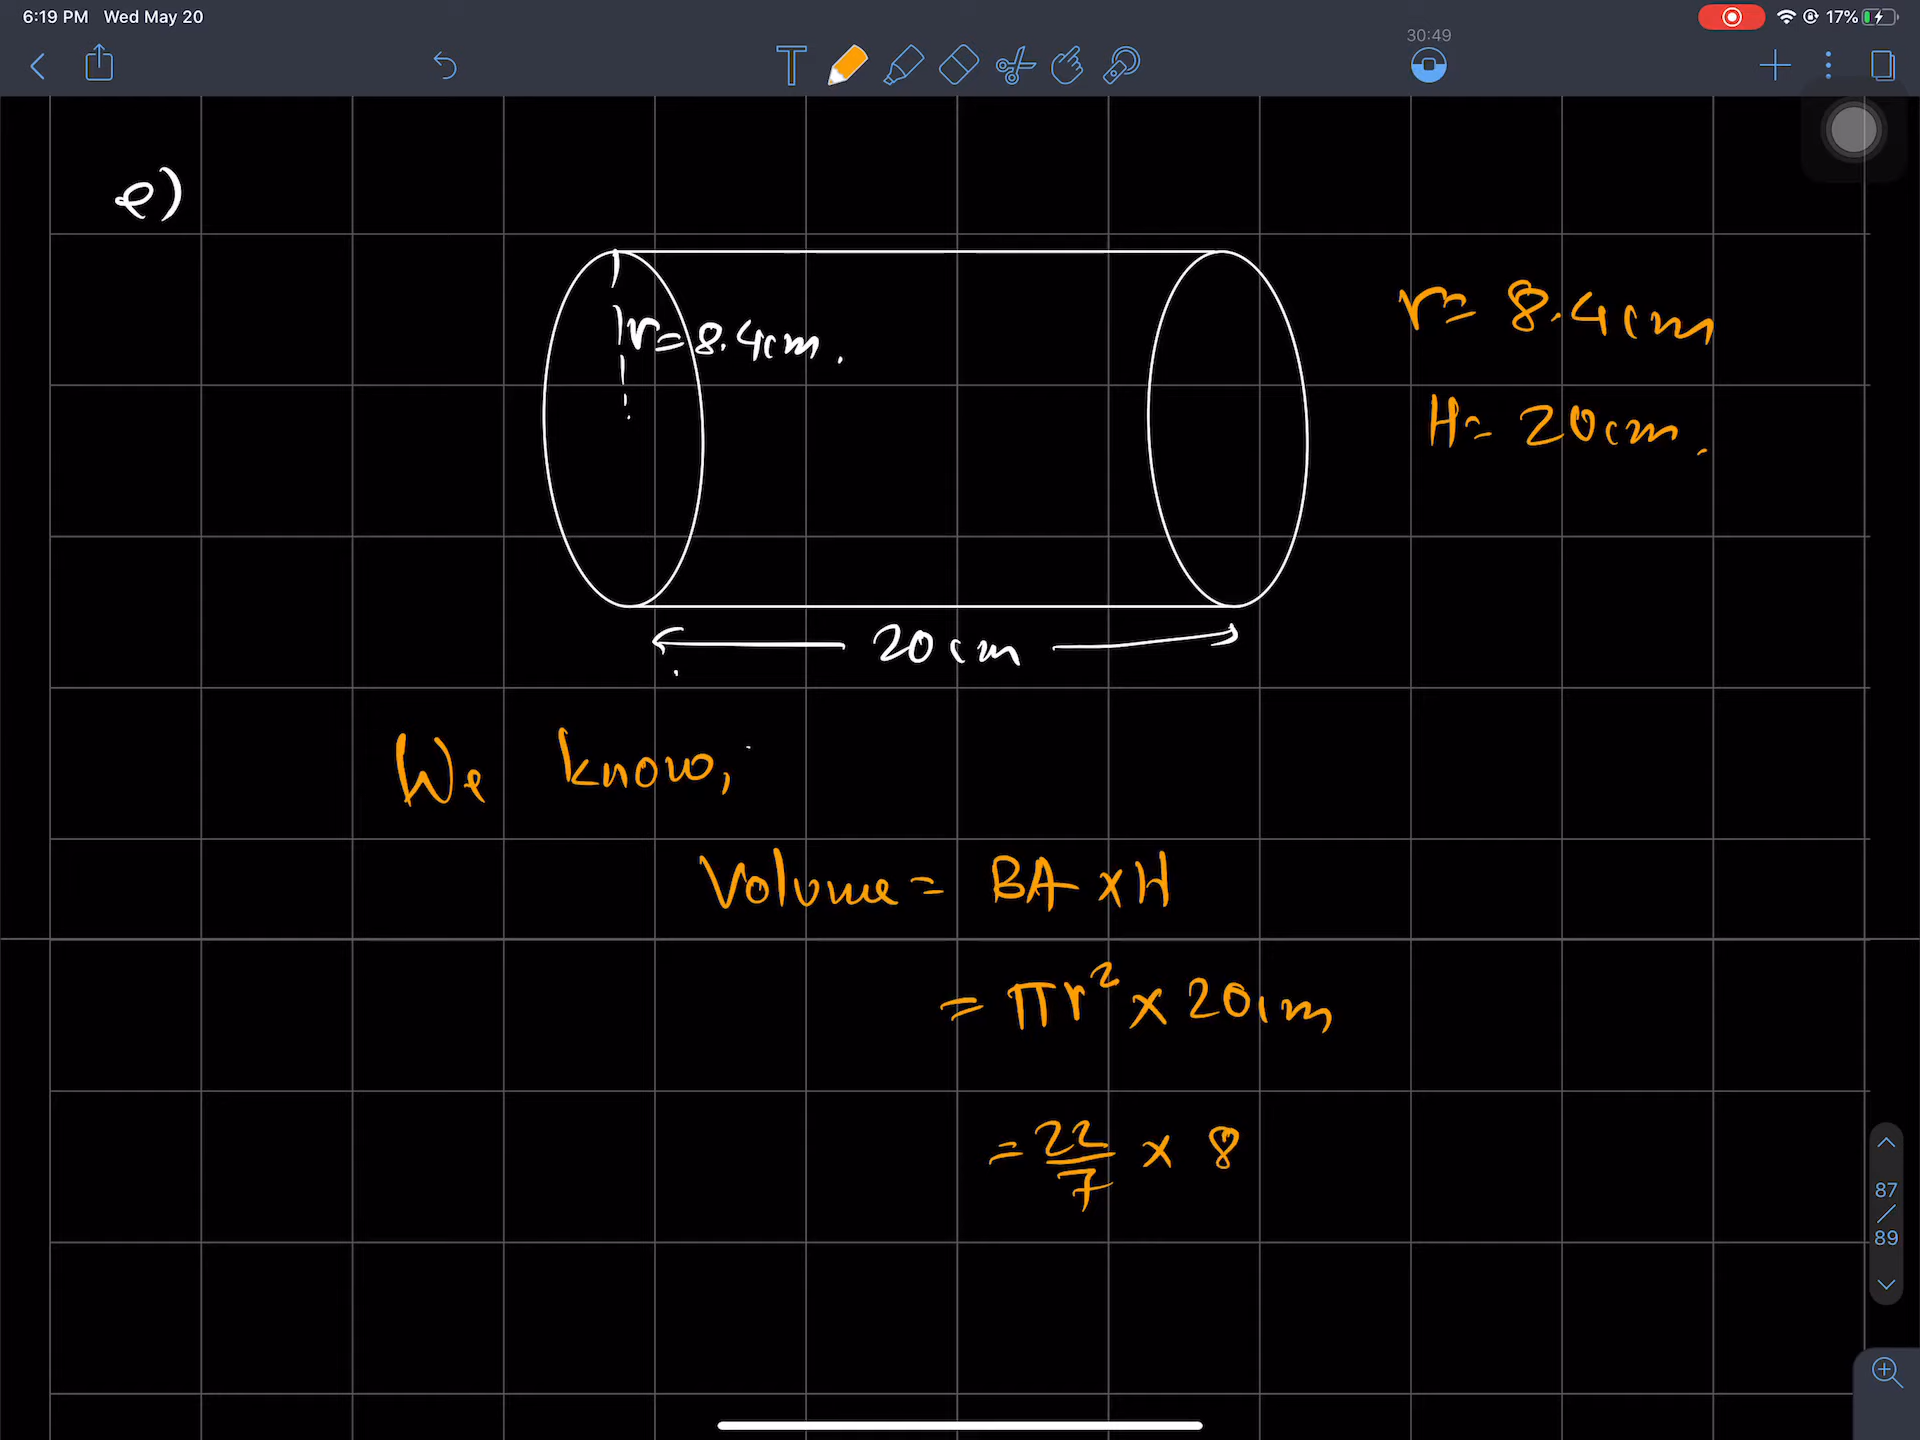 6:19 PM Wed May 20
17%
30:49
T
e)
r= 8.4cm.
r= 8.4cm
H= 20cm.
20cm
We know,
Volume = BA x H
= πr² x 20cm
= 22/7 x 8
87
/
89